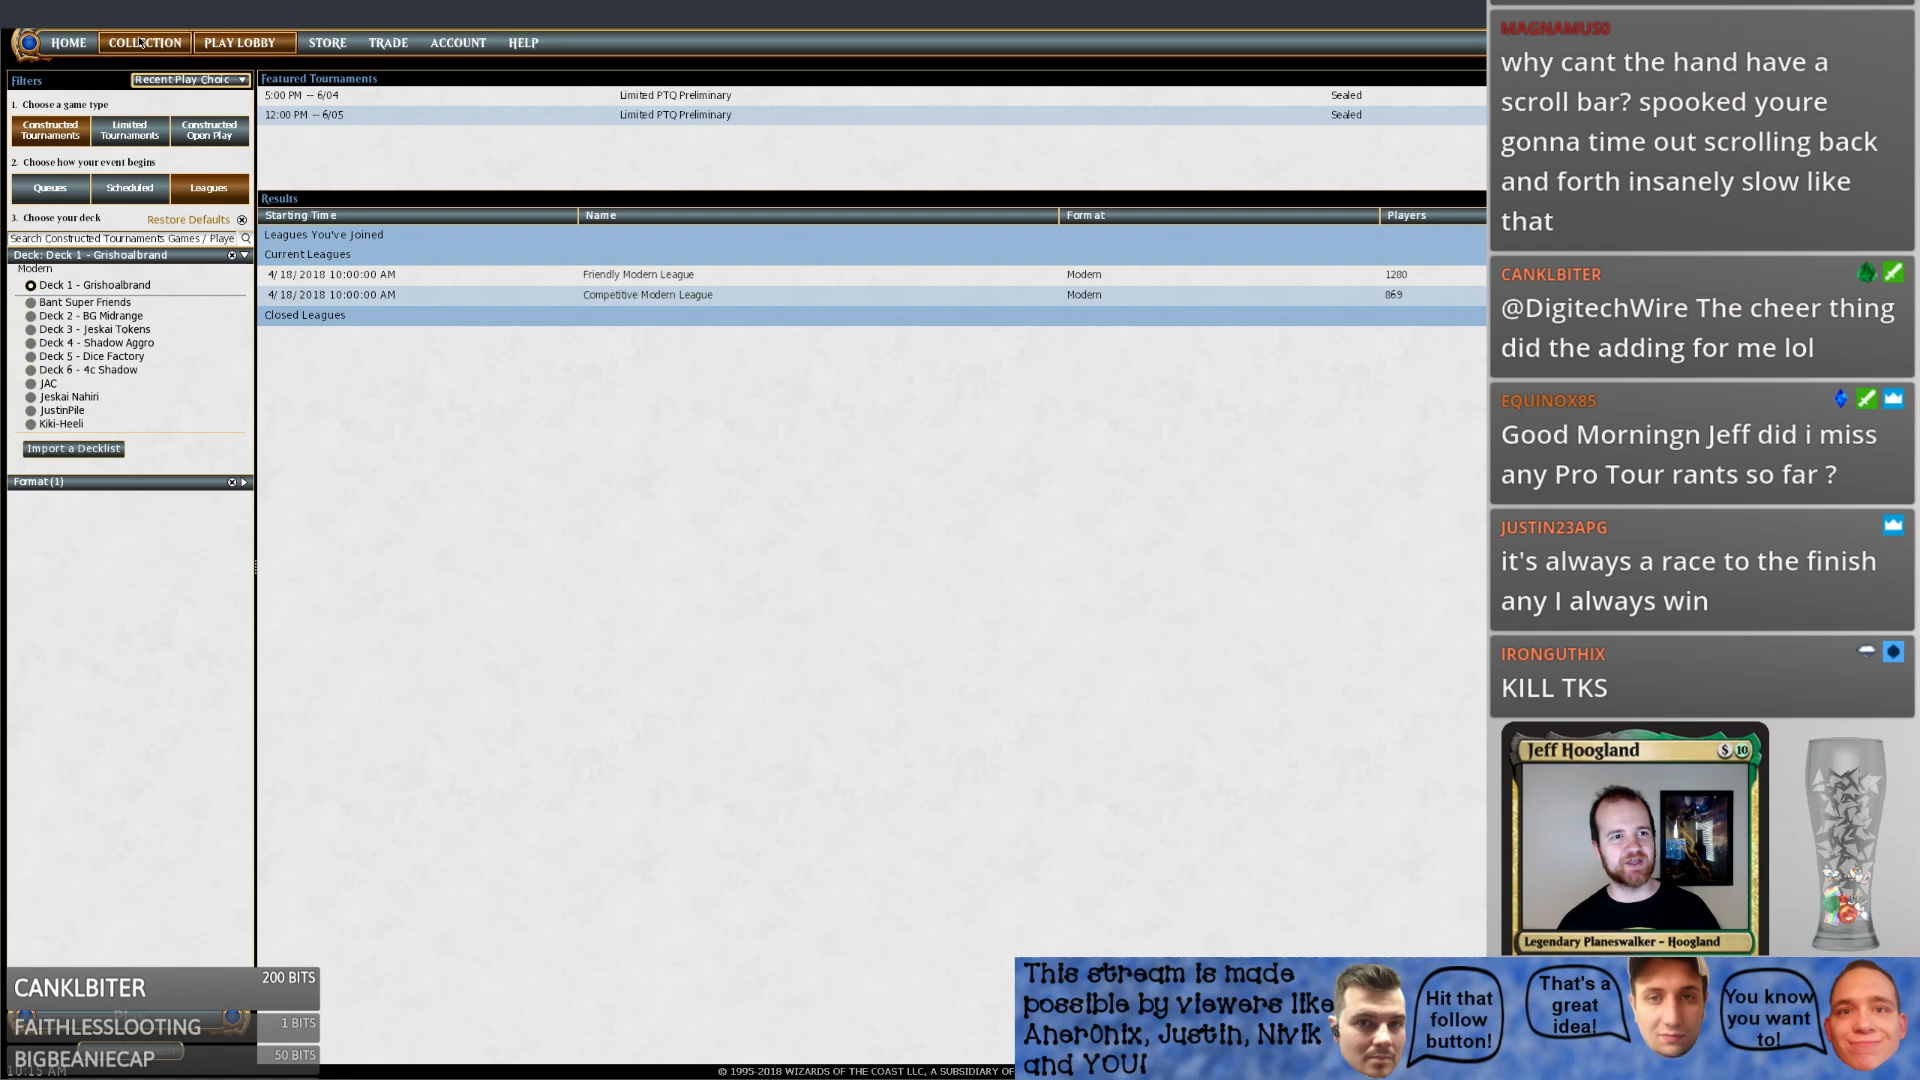 HOME COLLECTION PLAY LOBBY STORE TRADE ACCOUNT HELP
Filters
Recent Play Choic
1. Choose a game type
Constructed Tournaments
Limited Tournaments
Constructed Open Play
2. Choose how your event begins
Queues Scheduled Leagues
3. Choose your deck Restore Defaults
Search Constructed Tournaments Games / Playe
Deck: Deck 1 - Grishoalbrand
Modern
Deck 1 - Grishoalbrand
Bant Super Friends
Deck 2 - BG Midrange
Deck 3 - Jeskai Tokens
Deck 4 - Shadow Aggro
Deck 5 - Dice Factory
Deck 6 - 4c Shadow
JAC
Jeskai Nahiri
JustinPile
Kiki-Heeli
Import a Decklist
Format (1)
Featured Tournaments
5:00 PM -- 6/04 Limited PTQ Preliminary Sealed
12:00 PM -- 6/05 Limited PTQ Preliminary Sealed
Results
Starting Time Name Format Players
Leagues You've Joined
Current Leagues
4/18/2018 10:00:00 AM Friendly Modern League Modern 1280
4/18/2018 10:00:00 AM Competitive Modern League Modern 869
Closed Leagues
MAGNAMUS0
why cant the hand have a
scroll bar? spooked youre
gonna time out scrolling back
and forth insanely slow like
that
CANKLBITER
@DigitechWire The cheer thing
did the adding for me lol
EQUINOX85
Good Morningn Jeff did i miss
any Pro Tour rants so far ?
JUSTIN23APG
it's always a race to the finish
any I always win
IRONGUTHIX
KILL TKS
Jeff Hoogland $ 10
Legendary Planeswalker - Hoogland
CANKLBITER 200 BITS
FAITHLESSLOOTING 1 BITS
BIGBEANIECAP 50 BITS
10:15 AM
© 1995-2018 WIZARDS OF THE COAST LLC, A SUBSIDIARY OF
This stream is made
possible by viewers like
Aner0nix, Justin, Nivik
and YOU!
Hit that
follow
button!
That's a
great
idea!
You know
you want
to!